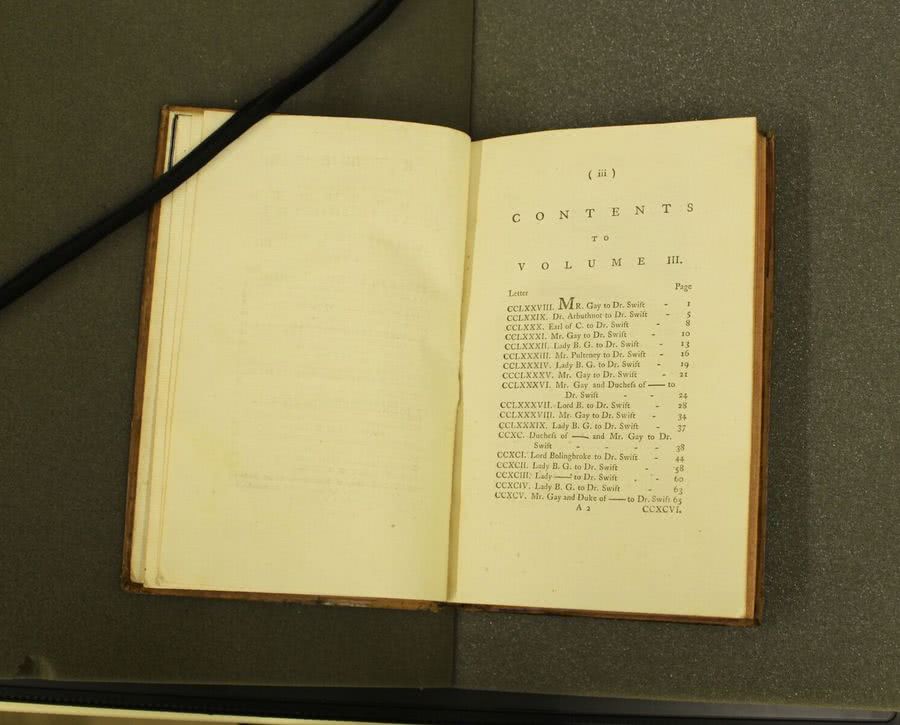 ( iii )
CONTENTS
TO
VOLUME III.
Letter Page
CCLXXVIII. MR. Gay to Dr. Swift - 1
CCLXXIX. Dr. Arbuthnot to Dr. Swift - 5
CCLXXX. Earl of C. to Dr. Swift - 8
CCLXXXI. Mr. Gay to Dr. Swift - 10
CCLXXXII. Lady B. G. to Dr. Swift - 13
CCLXXXIII. Mr. Pulteney to Dr. Swift - 16
CCLXXXIV. Lady B. G. to Dr. Swift - 19
CCCLXXXV. Mr. Gay to Dr. Swift - 21
CCLXXXVI. Mr. Gay and Ducheſs of —— to
Dr. Swift - - 24
CCLXXXVII. Lord B. to Dr. Swift - 28
CCLXXXVIII. Mr. Gay to Dr. Swift - 34
CCLXXXIX. Lady B. G. to Dr. Swift - 37
CCXC. Ducheſs of —— and Mr. Gay to Dr.
Swift - - - - 38
CCXCI. Lord Bolingbroke to Dr. Swift - 44
CCXCII. Lady B. G. to Dr. Swift - 58
CCXCIII. Lady —— to Dr. Swift - - 60
CCXCIV. Lady B. G. to Dr. Swift - 63
CCXCV. Mr. Gay and Duke of —— to Dr. Swift 65
A 2 CCXCVI.